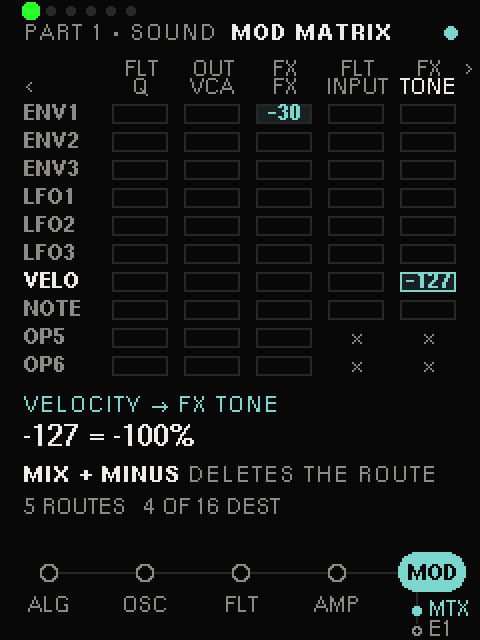 PART 1 · SOUND MOD MATRIX
FLT OUT FX FLT FX >
< Q VCA FX INPUT TONE
ENV1 -30
ENV2
ENV3
LFO1
LFO2
LFO3
VELO -127
NOTE
OP5 × ×
OP6 × ×
VELOCITY → FX TONE
-127 = -100%
MIX + MINUS DELETES THE ROUTE
5 ROUTES 4 OF 16 DEST
MOD
ALG OSC FLT AMP
MTX
E1